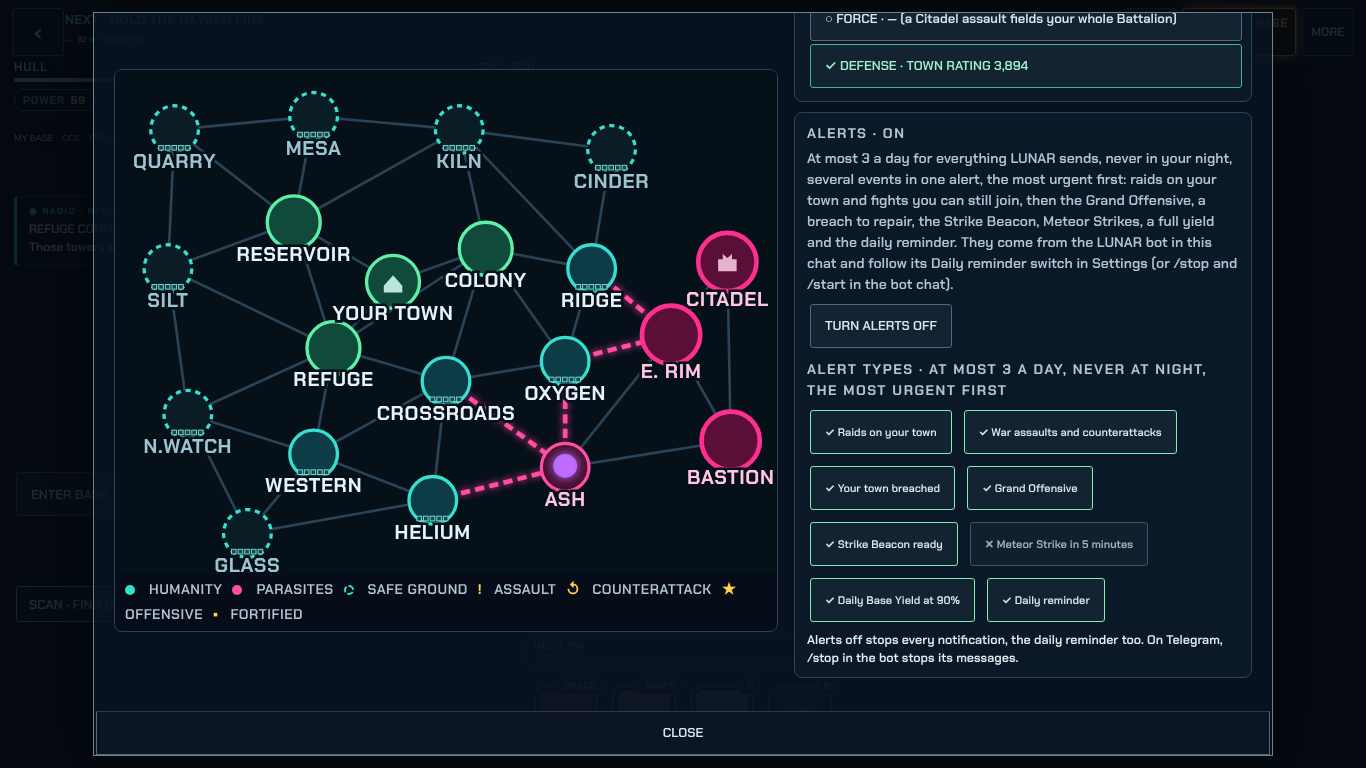 NEXT · HOLD THE OXYGEN LINE
HULL
POWER 59
MORE
QUARRY
MESA
KILN
CINDER
RESERVOIR
COLONY
YOUR TOWN
SILT
RIDGE
CITADEL
REFUGE
E. RIM
OXYGEN
CROSSROADS
N.WATCH
WESTERN
BASTION
ASH
HELIUM
GLASS
HUMANITY PARASITES SAFE GROUND ! ASSAULT COUNTERATTACK ★
OFFENSIVE FORTIFIED
○ FORCE · — (a Citadel assault fields your whole Battalion)
✓ DEFENSE · TOWN RATING 3,894
ALERTS · ON
At most 3 a day for everything LUNAR sends, never in your night,
several events in one alert, the most urgent first: raids on your
town and fights you can still join, then the Grand Offensive, a
breach to repair, the Strike Beacon, Meteor Strikes, a full yield
and the daily reminder. They come from the LUNAR bot in this
chat and follow its Daily reminder switch in Settings (or /stop and
/start in the bot chat).
TURN ALERTS OFF
ALERT TYPES · AT MOST 3 A DAY, NEVER AT NIGHT,
THE MOST URGENT FIRST
✓ Raids on your town
✓ War assaults and counterattacks
✓ Your town breached
✓ Grand Offensive
✓ Strike Beacon ready
✕ Meteor Strike in 5 minutes
✓ Daily Base Yield at 90%
✓ Daily reminder
Alerts off stops every notification, the daily reminder too. On Telegram,
/stop in the bot stops its messages.
CLOSE